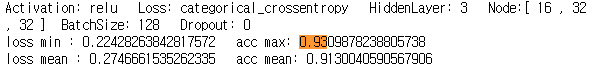 Activation: relu Loss: categorical_crossentropy HiddenLayer: 3 Node:[ 16 , 32
, 32 ] BatchSize: 128 Dropout: 0
loss min : 0.22428263842817572 acc max: 0.9309878238805738
loss mean : 0.2746661535262335 acc mean: 0.9130040590567906